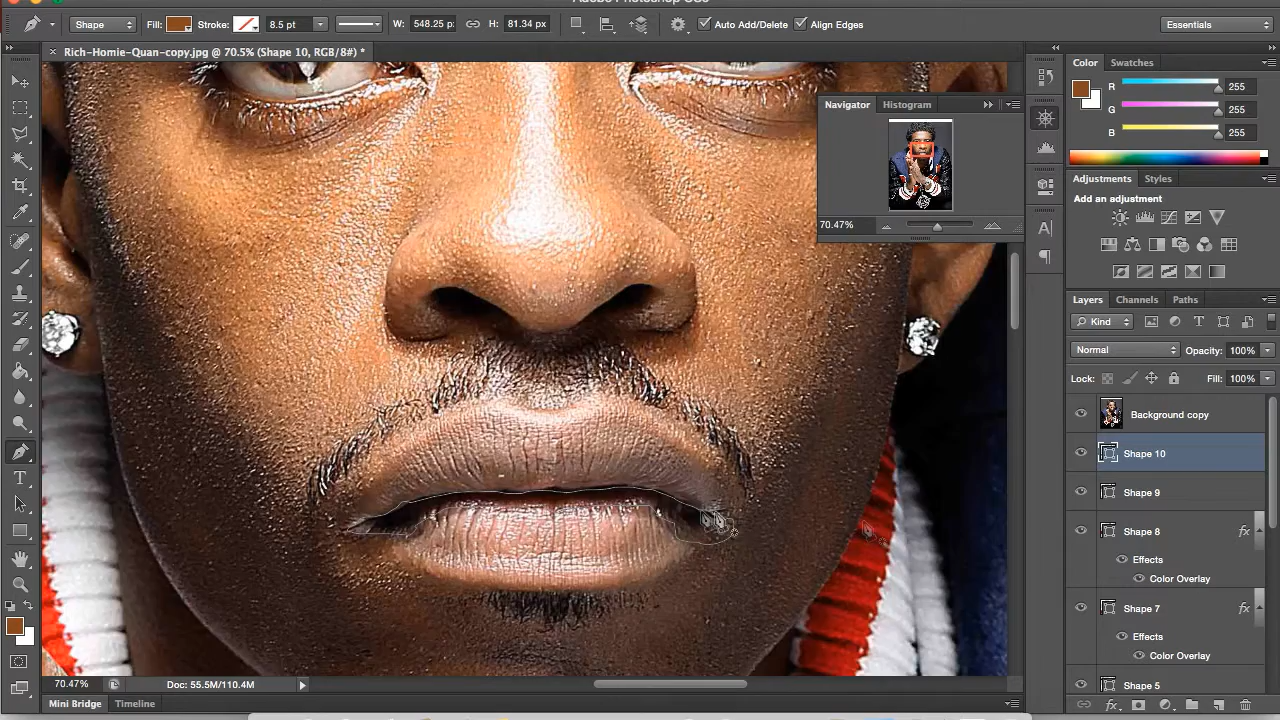 Adobe Photoshop CS6
Shape Fill: Stroke: 8.5 pt W: 548.25 px H: 81.34 px Auto Add/Delete Align Edges Essentials
× Rich-Homie-Quan-copy.jpg @ 70.5% (Shape 10, RGB/8#) *
Color Swatches
R 255
G 255
B 255
Navigator Histogram
70.47%
Adjustments Styles
Add an adjustment
Layers Channels Paths
Kind
Normal Opacity: 100%
Lock: Fill: 100%
Background copy
Shape 10
Shape 9
Shape 8 fx
Effects
Color Overlay
Shape 7 fx
Effects
Color Overlay
Shape 5
70.47% Doc: 55.5M/110.4M
Mini Bridge Timeline